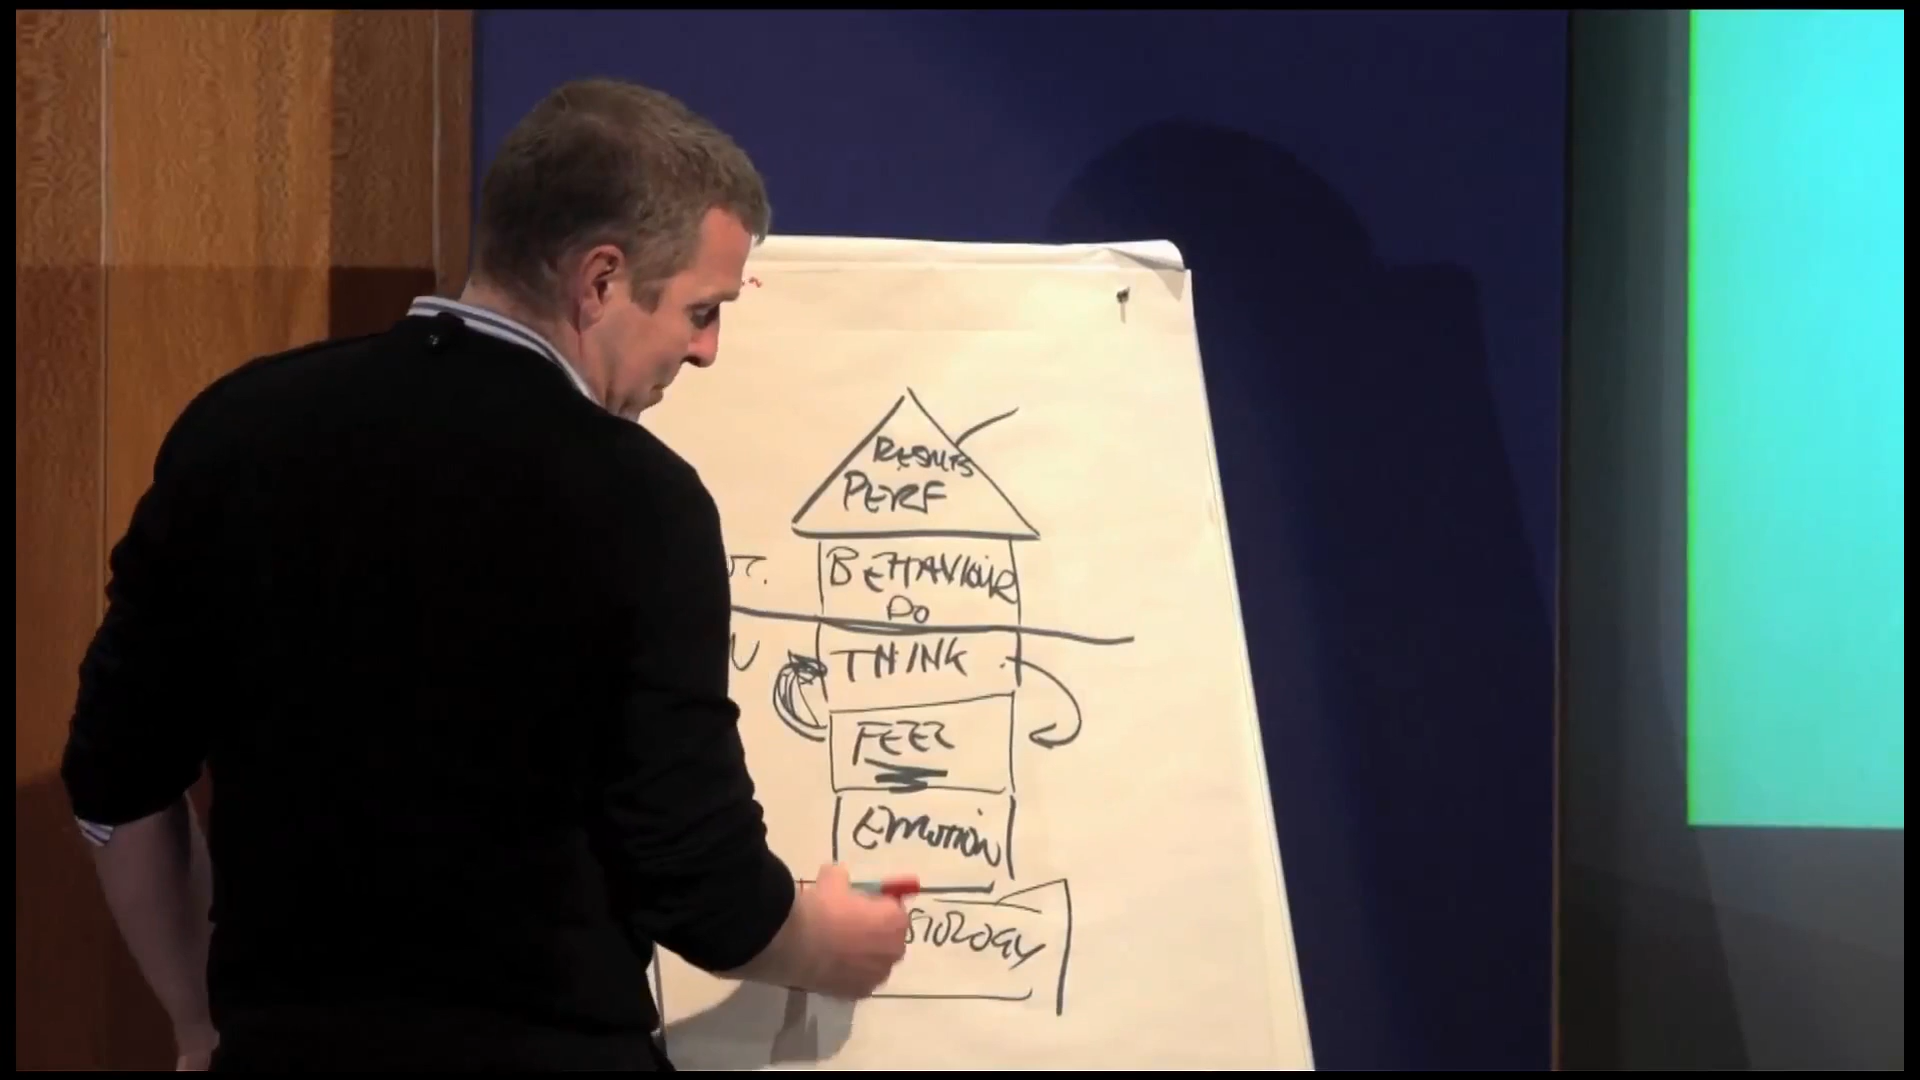 RESULTS
PERF
BEHAVIOUR
DO
THINK
FEEL
EMOTION
SIOLOGY